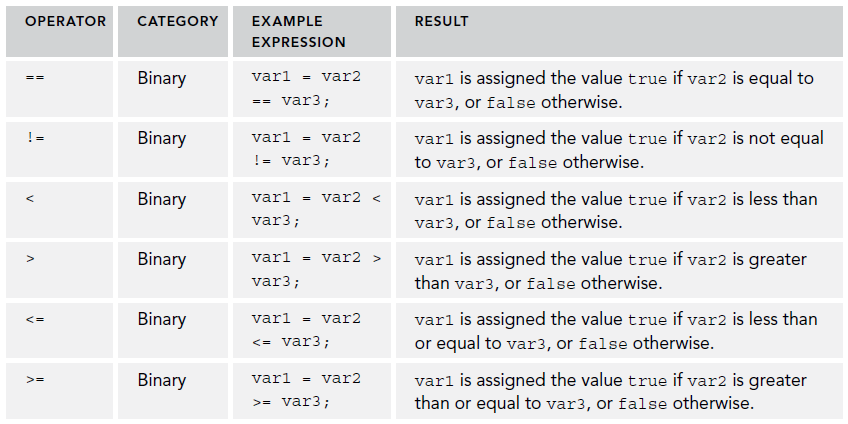 OPERATOR CATEGORY EXAMPLE EXPRESSION RESULT
== Binary var1 = var2 == var3; var1 is assigned the value true if var2 is equal to var3, or false otherwise.
!= Binary var1 = var2 != var3; var1 is assigned the value true if var2 is not equal to var3, or false otherwise.
< Binary var1 = var2 < var3; var1 is assigned the value true if var2 is less than var3, or false otherwise.
> Binary var1 = var2 > var3; var1 is assigned the value true if var2 is greater than var3, or false otherwise.
<= Binary var1 = var2 <= var3; var1 is assigned the value true if var2 is less than or equal to var3, or false otherwise.
>= Binary var1 = var2 >= var3; var1 is assigned the value true if var2 is greater than or equal to var3, or false otherwise.